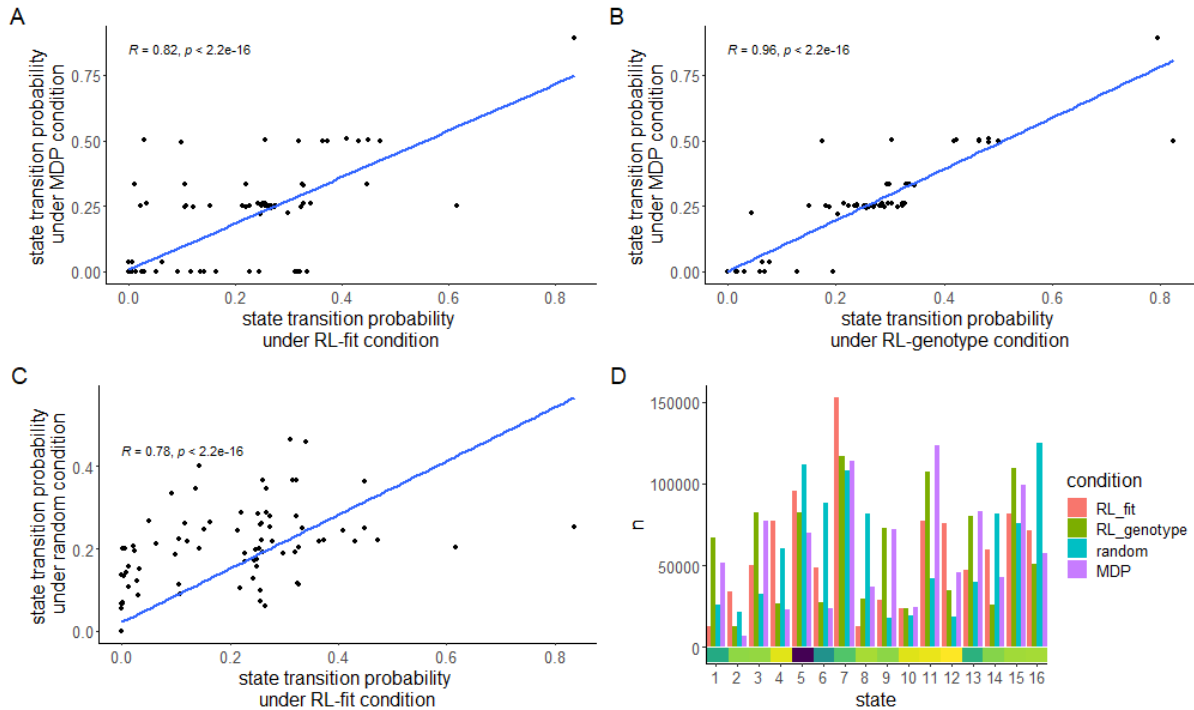 A
R = 0.82, p < 2.2e-16
state transition probability
under MDP condition
0.75
0.50
0.25
0.00
0.0 0.2 0.4 0.6 0.8
state transition probability
under RL-fit condition
B
R = 0.96, p < 2.2e-16
state transition probability
under MDP condition
0.75
0.50
0.25
0.00
0.0 0.2 0.4 0.6 0.8
state transition probability
under RL-genotype condition
C
R = 0.78, p < 2.2e-16
state transition probability
under random condition
0.4
0.2
0.0
0.0 0.2 0.4 0.6 0.8
state transition probability
under RL-fit condition
D
n
150000
100000
50000
0
1 2 3 4 5 6 7 8 9 10 11 12 13 14 15 16
state
condition
RL_fit
RL_genotype
random
MDP